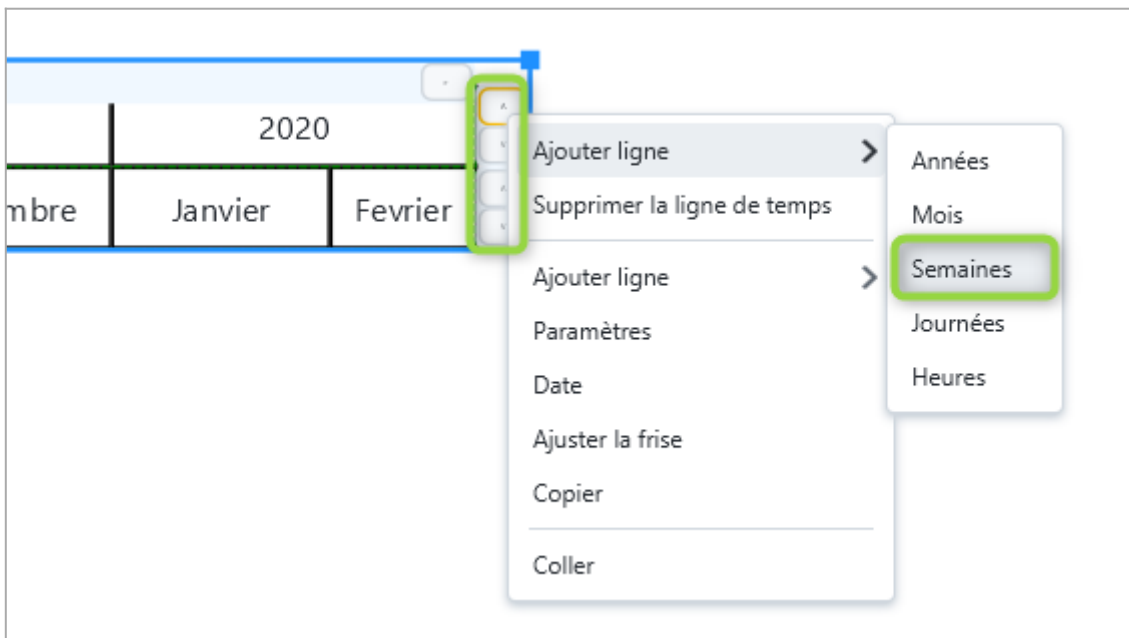 2020
mbre Janvier Fevrier
Ajouter ligne
Supprimer la ligne de temps
Ajouter ligne
Paramètres
Date
Ajuster la frise
Copier
Coller
Années
Mois
Semaines
Journées
Heures